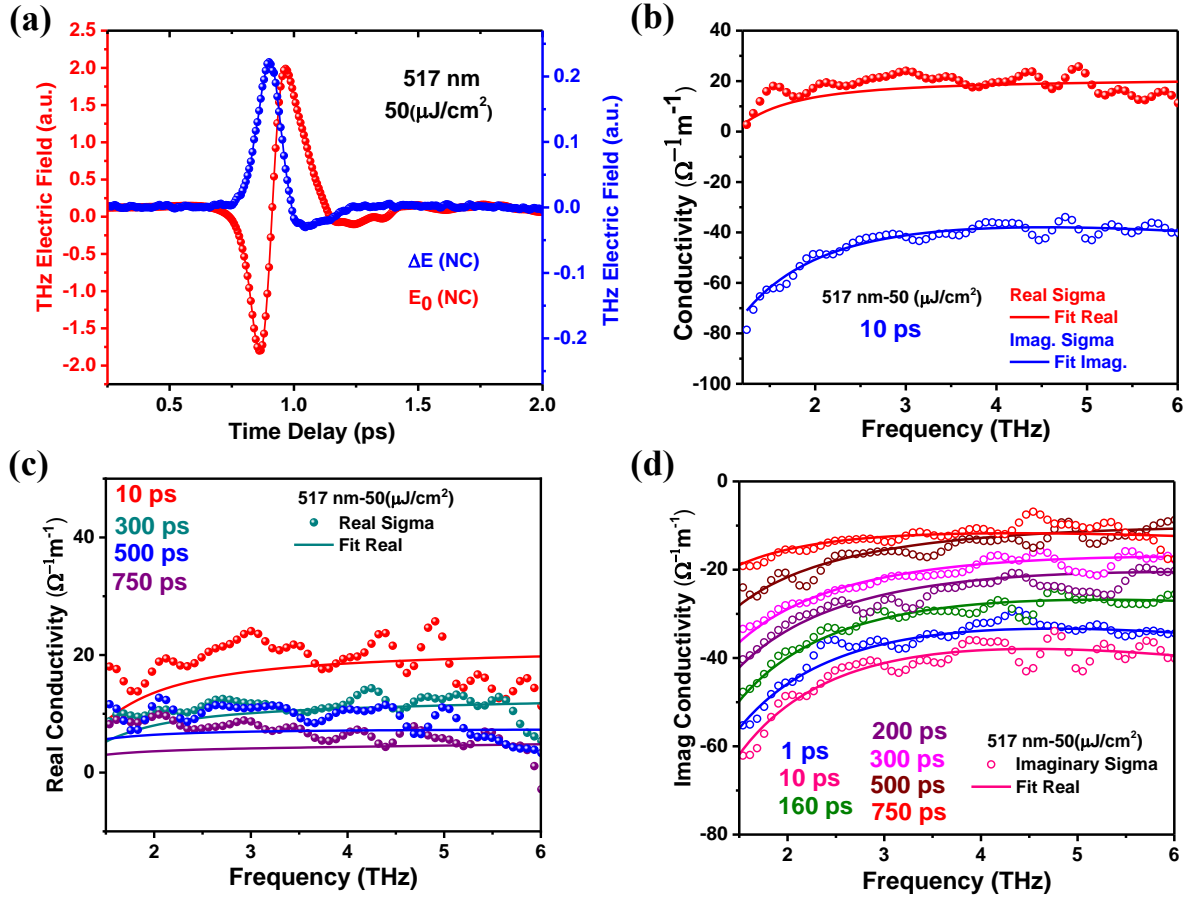 (a)
THz Electric Field (a.u.)
2.5
2.0
1.5
1.0
0.5
0.0
-0.5
-1.0
-1.5
-2.0
517 nm
50(μJ/cm²)
ΔE (NC)
E₀ (NC)
0.2
0.1
0.0
-0.1
-0.2
THz Electric Field (a.u.)
0.5
1.0
1.5
2.0
Time Delay (ps)
(b)
Conductivity (Ω⁻¹m⁻¹)
40
20
0
-20
-40
-60
-80
-100
517 nm-50 (μJ/cm²)
10 ps
Real Sigma
Fit Real
Imag. Sigma
Fit Imag.
2
3
4
5
6
Frequency (THz)
(c)
Real Conductivity (Ω⁻¹m⁻¹)
40
20
0
10 ps
300 ps
500 ps
750 ps
517 nm-50(μJ/cm²)
Real Sigma
Fit Real
2
3
4
5
6
Frequency (THz)
(d)
Imag Conductivity (Ω⁻¹m⁻¹)
0
-20
-40
-60
-80
1 ps
10 ps
160 ps
200 ps
300 ps
500 ps
750 ps
517 nm-50(μJ/cm²)
Imaginary Sigma
Fit Real
2
3
4
5
6
Frequency (THz)